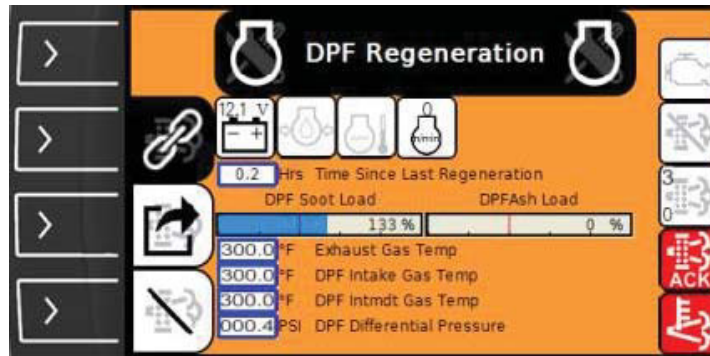 DPF Regeneration
12.1 V
- +
0
n/min
0.2 Hrs Time Since Last Regeneration
DPF Soot Load DPFAsh Load
133 % 0 %
300.0 °F Exhaust Gas Temp
300.0 °F DPF Intake Gas Temp
300.0 °F DPF Intmdt Gas Temp
000.4 PSI DPF Differential Pressure
3
0
ACK